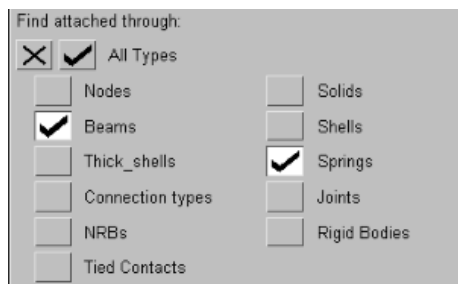 Find attached through:
All Types
Nodes Solids
Beams Shells
Thick_shells Springs
Connection types Joints
NRBs Rigid Bodies
Tied Contacts